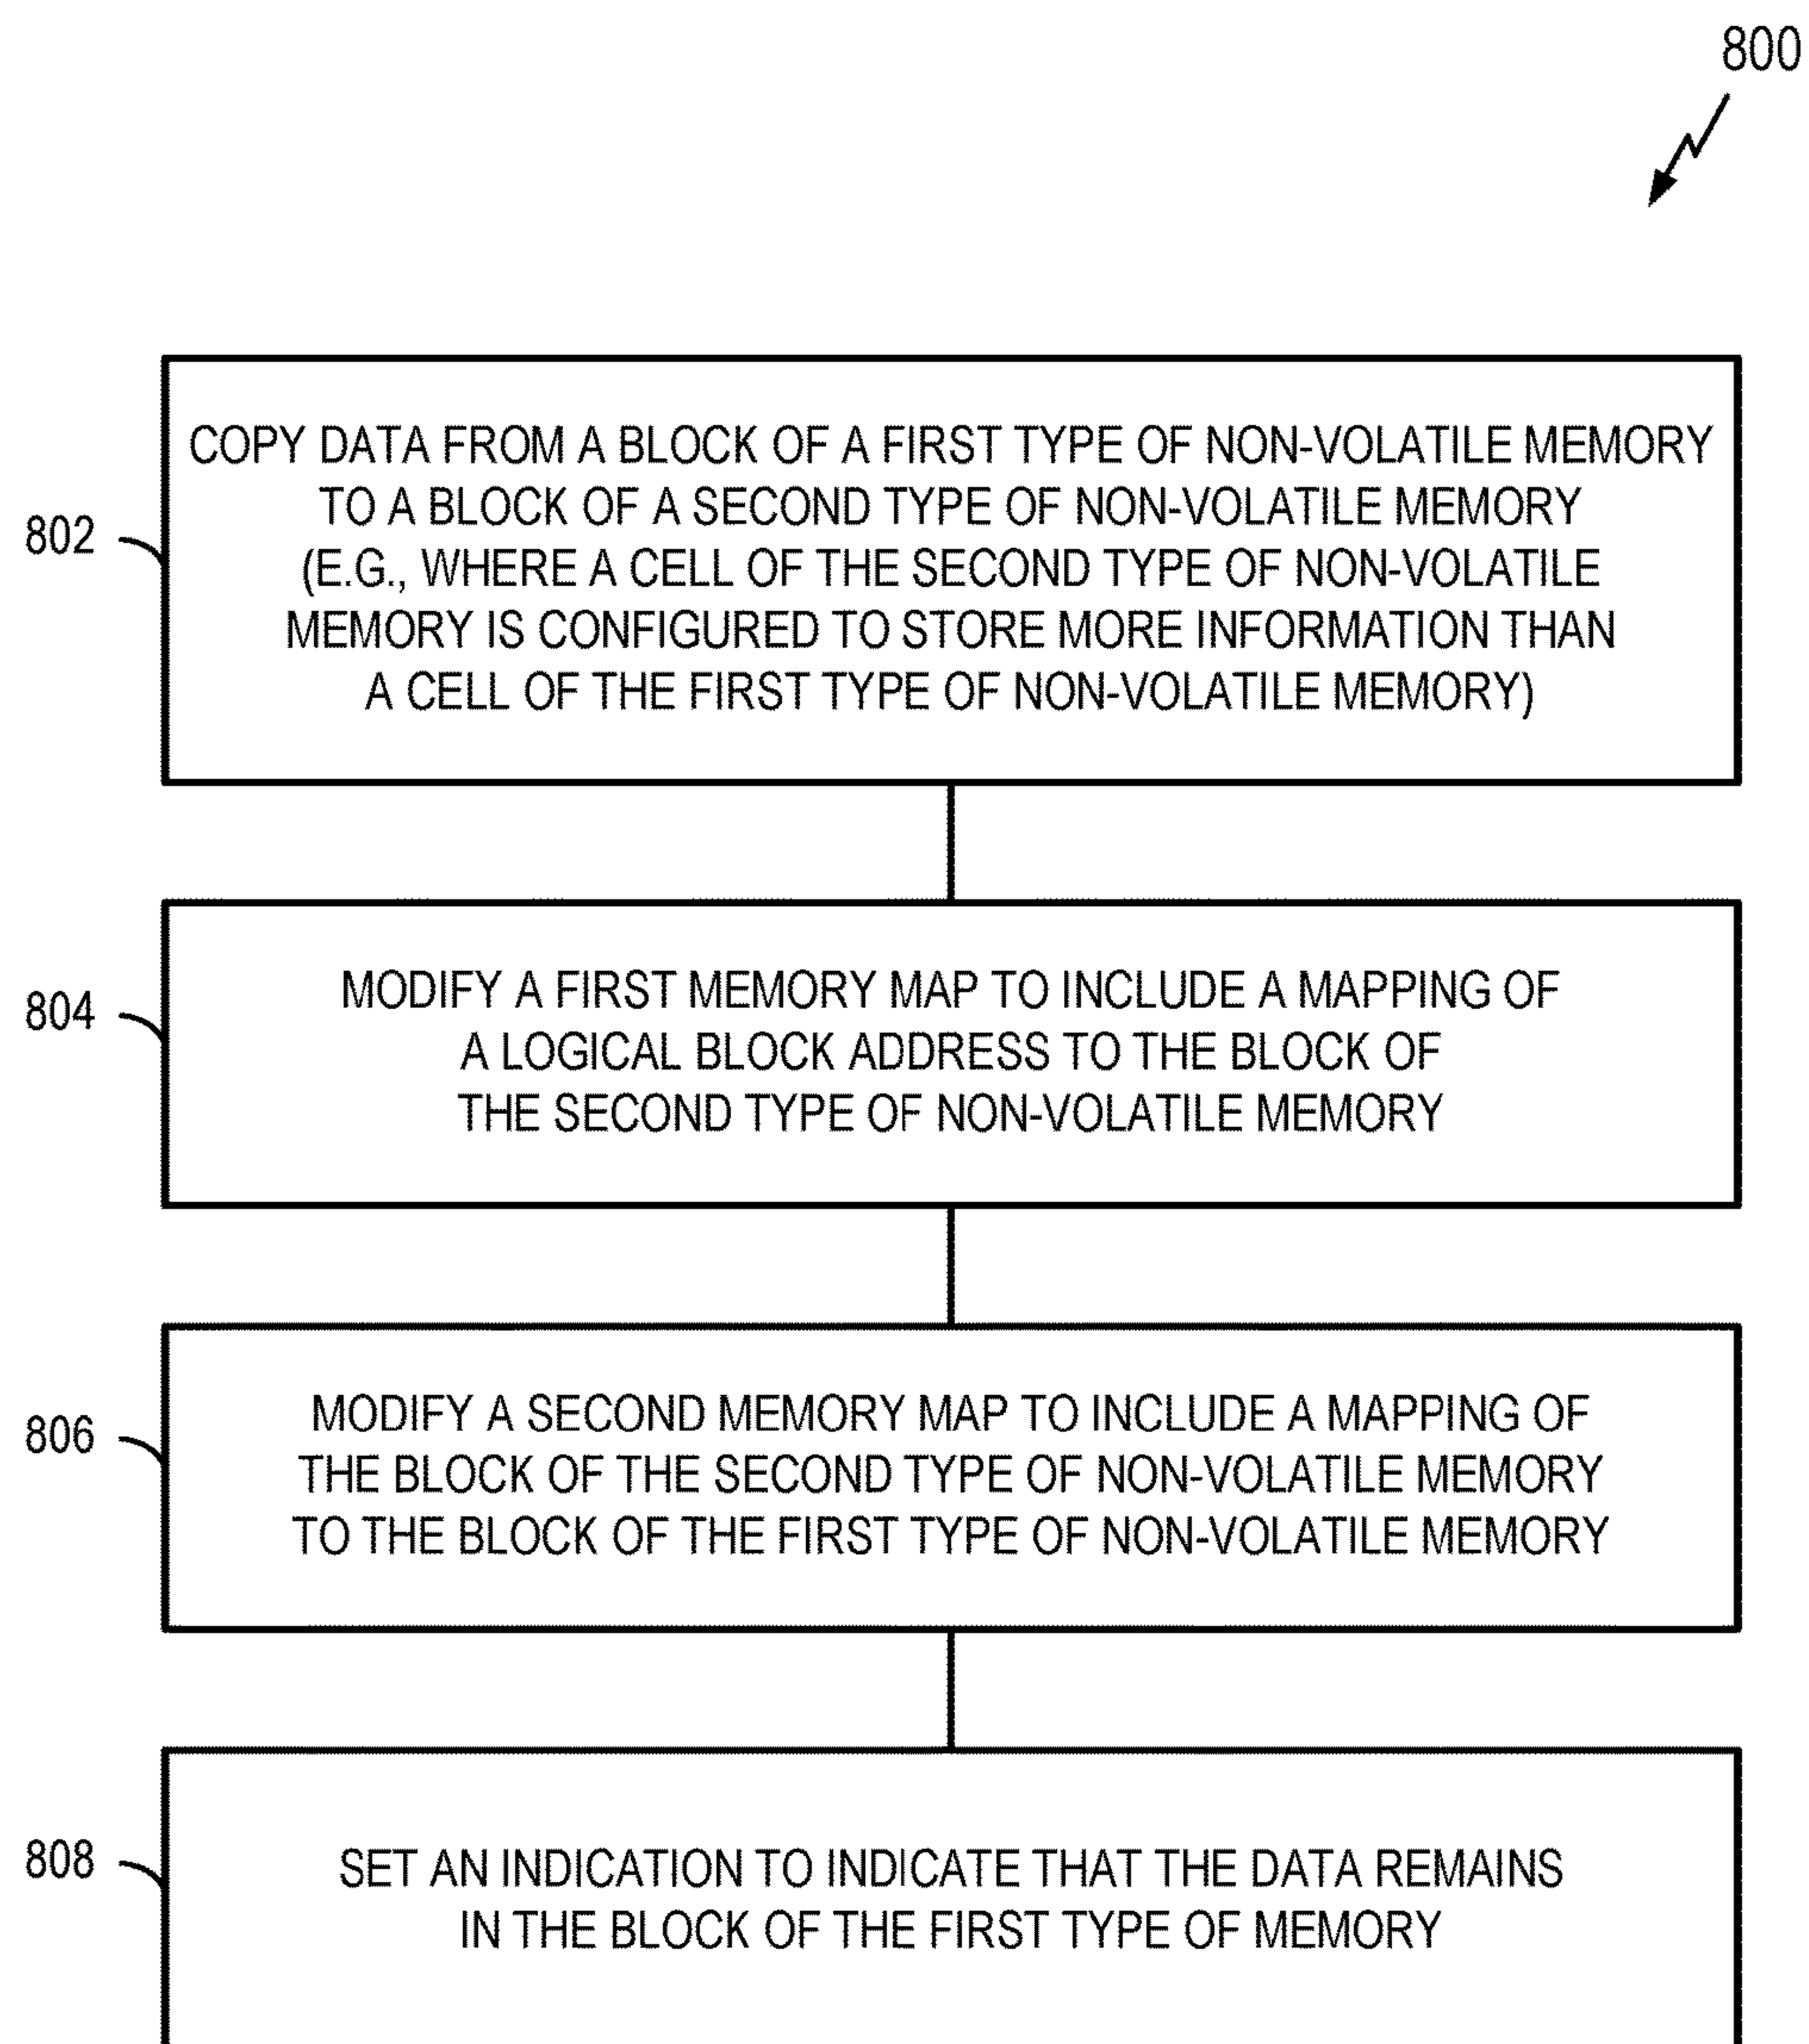 800
802
COPY DATA FROM A BLOCK OF A FIRST TYPE OF NON-VOLATILE MEMORY
TO A BLOCK OF A SECOND TYPE OF NON-VOLATILE MEMORY
(E.G., WHERE A CELL OF THE SECOND TYPE OF NON-VOLATILE
MEMORY IS CONFIGURED TO STORE MORE INFORMATION THAN
A CELL OF THE FIRST TYPE OF NON-VOLATILE MEMORY)
804
MODIFY A FIRST MEMORY MAP TO INCLUDE A MAPPING OF
A LOGICAL BLOCK ADDRESS TO THE BLOCK OF
THE SECOND TYPE OF NON-VOLATILE MEMORY
806
MODIFY A SECOND MEMORY MAP TO INCLUDE A MAPPING OF
THE BLOCK OF THE SECOND TYPE OF NON-VOLATILE MEMORY
TO THE BLOCK OF THE FIRST TYPE OF NON-VOLATILE MEMORY
808
SET AN INDICATION TO INDICATE THAT THE DATA REMAINS
IN THE BLOCK OF THE FIRST TYPE OF MEMORY